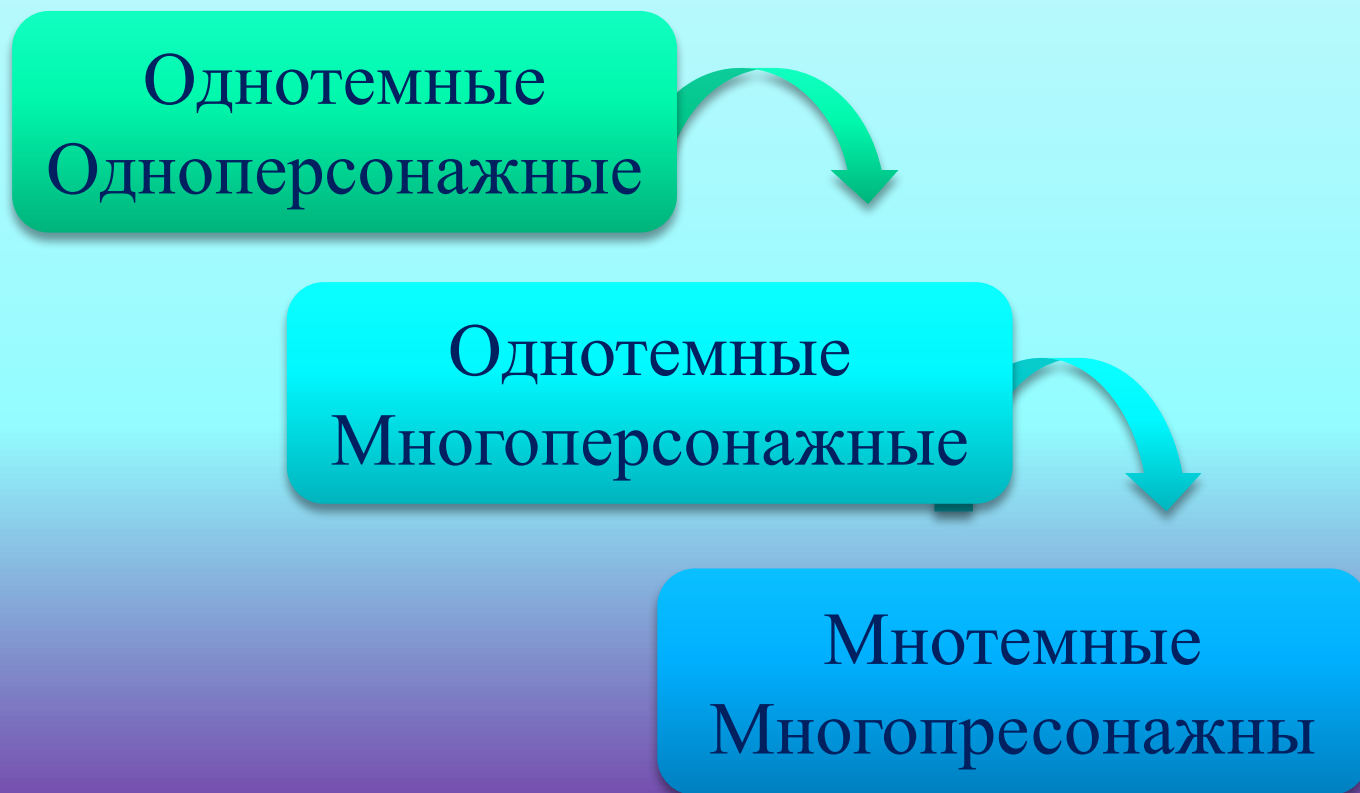 Однотемные
Одноперсонажные
Однотемные
Многоперсонажные
Мнотемные
Многопресонажны